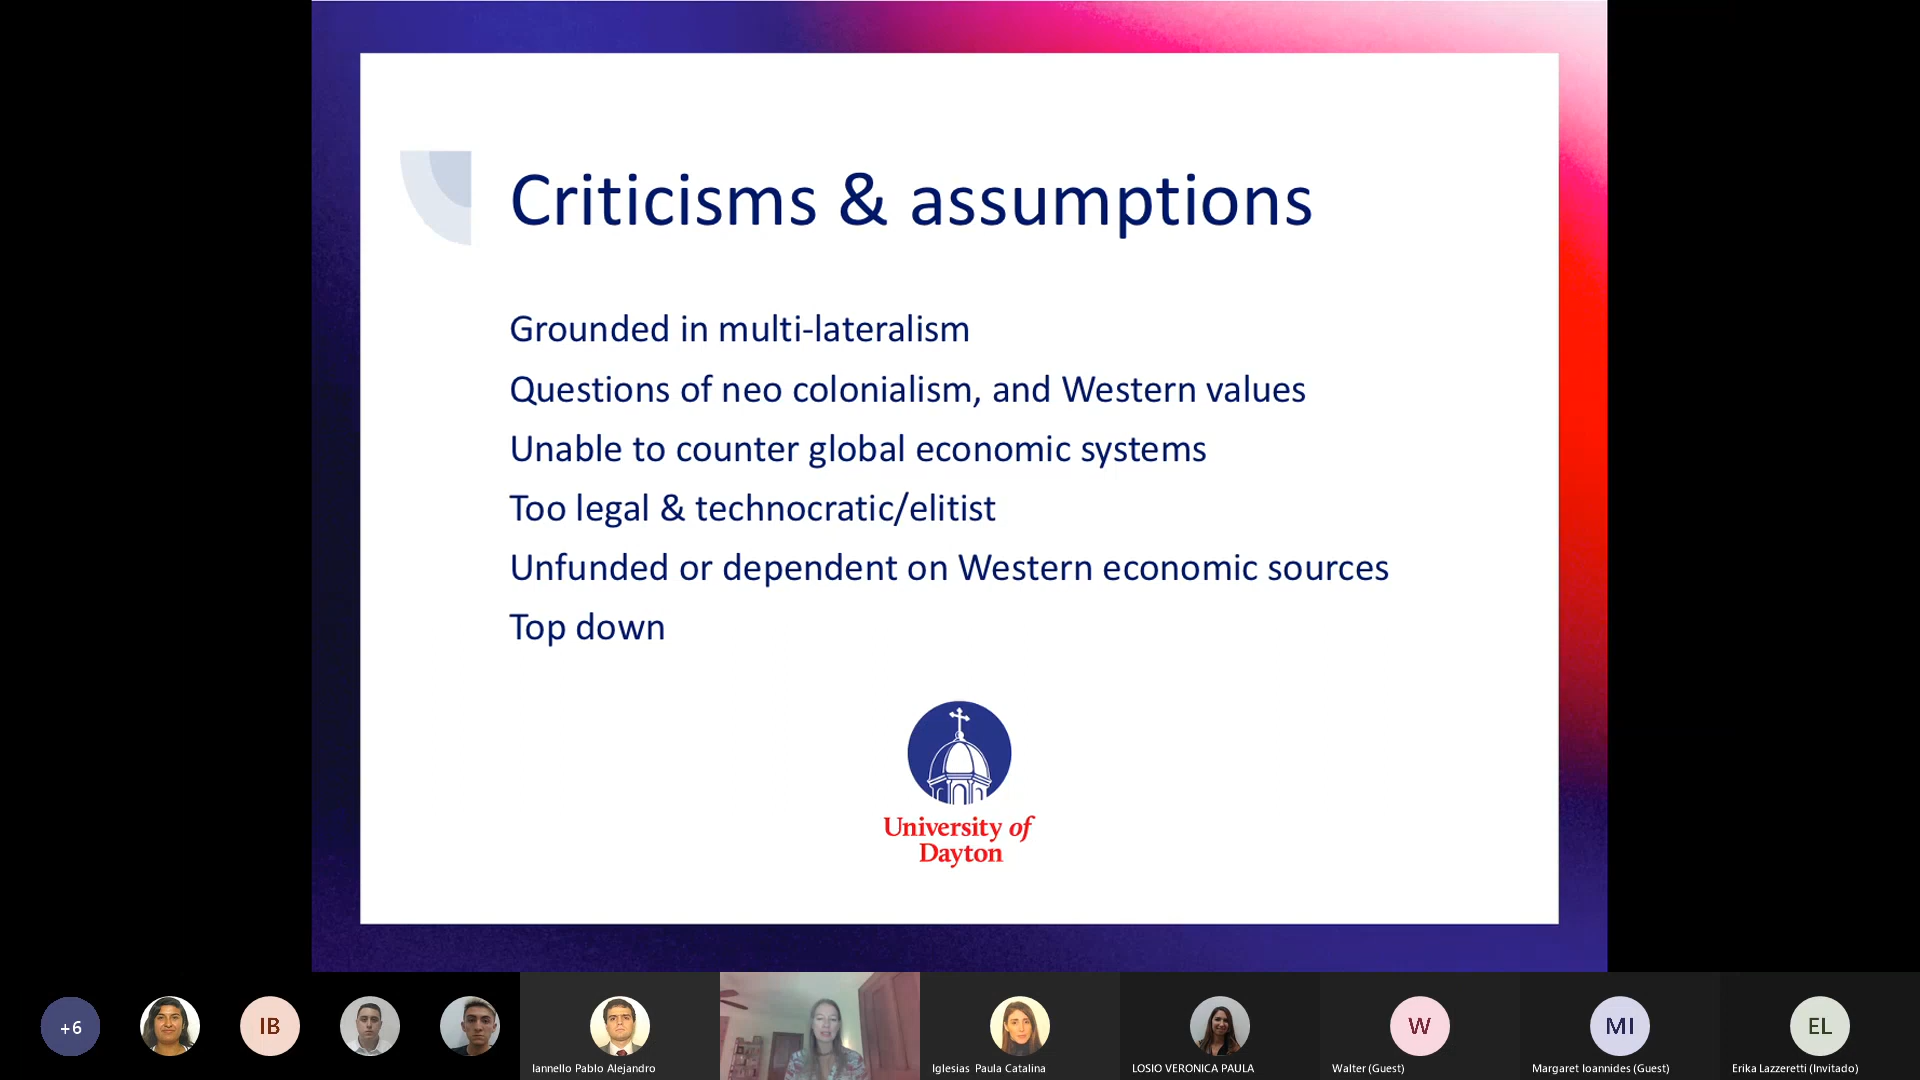 Criticisms & assumptions
Grounded in multi-lateralism
Questions of neo colonialism, and Western values
Unable to counter global economic systems
Too legal & technocratic/elitist
Unfunded or dependent on Western economic sources
Top down
University of
Dayton
+6
IB
Iannello Pablo Alejandro
Iglesias Paula Catalina
LOSIO VERONICA PAULA
W
Walter (Guest)
MI
Margaret Ioannides (Guest)
EL
Erika Lazzeretti (Invitado)